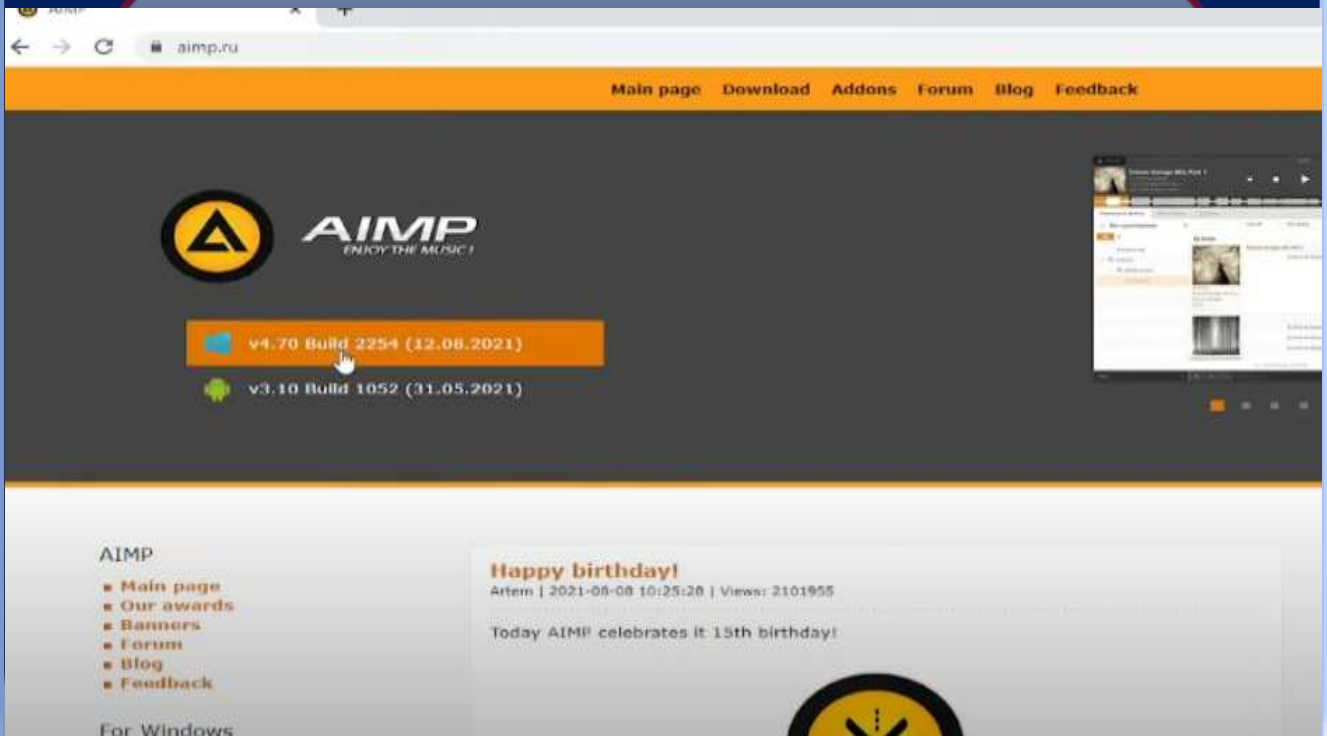 AIMP
aimp.ru
Main page Download Addons Forum Blog Feedback
AIMP
ENJOY THE MUSIC!
v4.70 Build 2254 (12.08.2021)
v3.10 Build 1052 (31.05.2021)
AIMP
Main page
Our awards
Banners
Forum
Blog
Feedback
For Windows
Happy birthday!
Artem | 2021-08-08 10:25:28 | Views: 2101955
Today AIMP celebrates it 15th birthday!